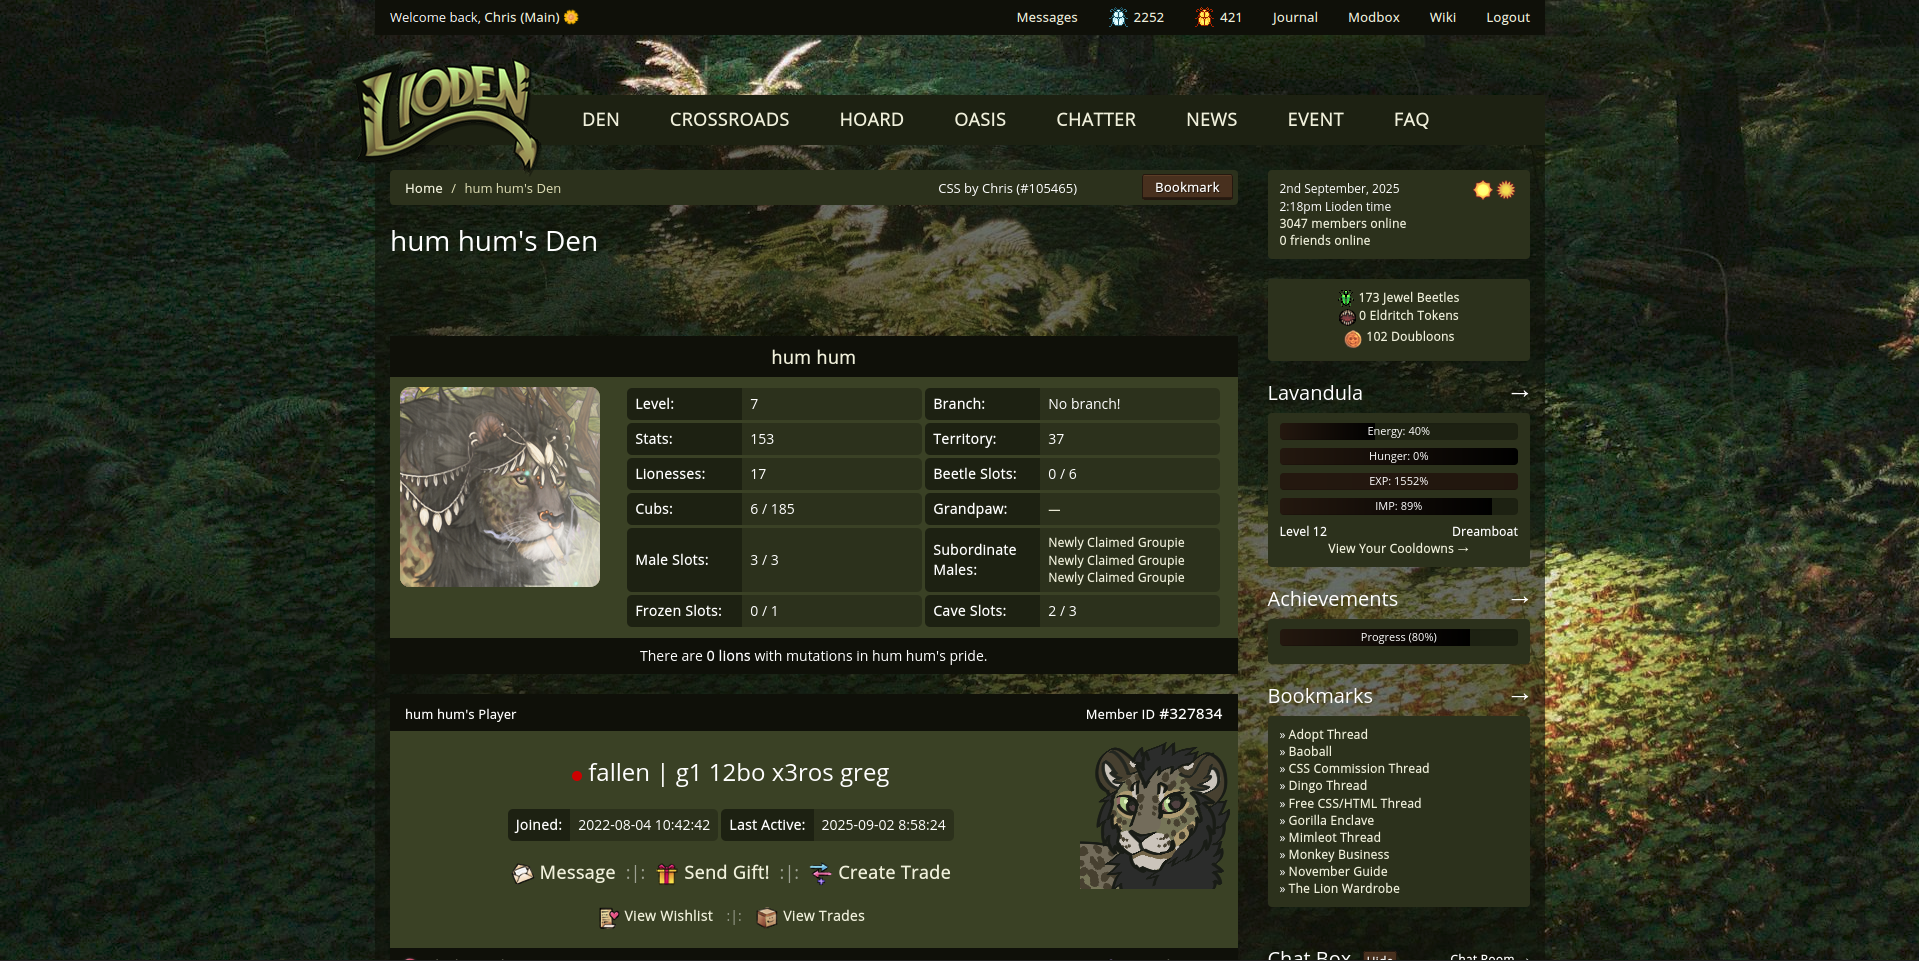 Welcome back, Chris (Main)
Messages 2252 421 Journal Modbox Wiki Logout
LIODEN
DEN CROSSROADS HOARD OASIS CHATTER NEWS EVENT FAQ
Home / hum hum's Den CSS by Chris (#105465) Bookmark
hum hum's Den
hum hum
Level: 7 Branch: No branch!
Stats: 153 Territory: 37
Lionesses: 17 Beetle Slots: 0 / 6
Cubs: 6 / 185 Grandpaw: —
Male Slots: 3 / 3 Subordinate Males: Newly Claimed Groupie
Newly Claimed Groupie
Newly Claimed Groupie
Frozen Slots: 0 / 1 Cave Slots: 2 / 3
There are 0 lions with mutations in hum hum's pride.
hum hum's Player Member ID #327834
fallen | g1 12bo x3ros greg
Joined: 2022-08-04 10:42:42 Last Active: 2025-09-02 8:58:24
Message :|: Send Gift! :|: Create Trade
View Wishlist :|: View Trades
2nd September, 2025
2:18pm Lioden time
3047 members online
0 friends online
173 Jewel Beetles
0 Eldritch Tokens
102 Doubloons
Lavandula →
Energy: 40%
Hunger: 0%
EXP: 1552%
IMP: 89%
Level 12 Dreamboat
View Your Cooldowns →
Achievements →
Progress (80%)
Bookmarks →
» Adopt Thread
» Baoball
» CSS Commission Thread
» Dingo Thread
» Free CSS/HTML Thread
» Gorilla Enclave
» Mimleot Thread
» Monkey Business
» November Guide
» The Lion Wardrobe
Chat Box Hide Chat Room